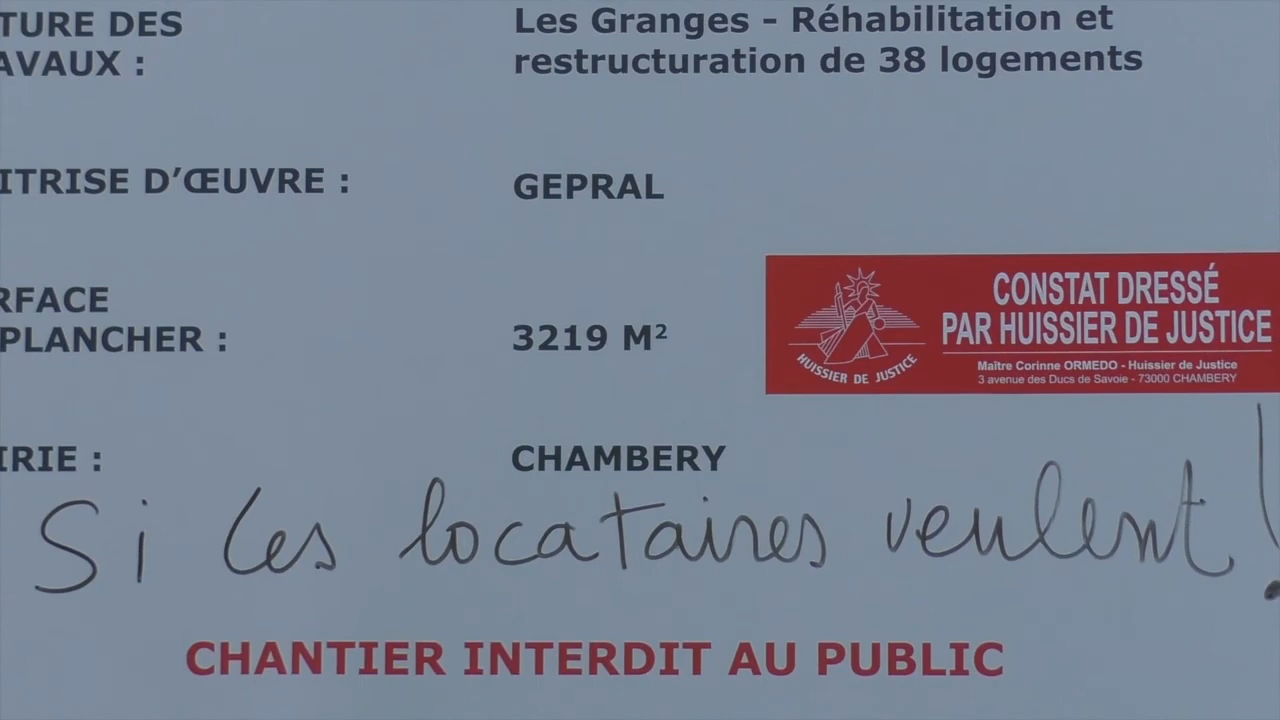 TURE DES
AVAUX :
Les Granges - Réhabilitation et
restructuration de 38 logements
ITRISE D'ŒUVRE :
GEPRAL
RFACE
PLANCHER :
3219 M²
CONSTAT DRESSÉ
PAR HUISSIER DE JUSTICE
Maître Corinne ORMEDO - Huissier de Justice
3 avenue des Ducs de Savoie - 73000 CHAMBERY
HUISSIER DE JUSTICE
IRIE :
CHAMBERY
Si les locataires veulent !
CHANTIER INTERDIT AU PUBLIC